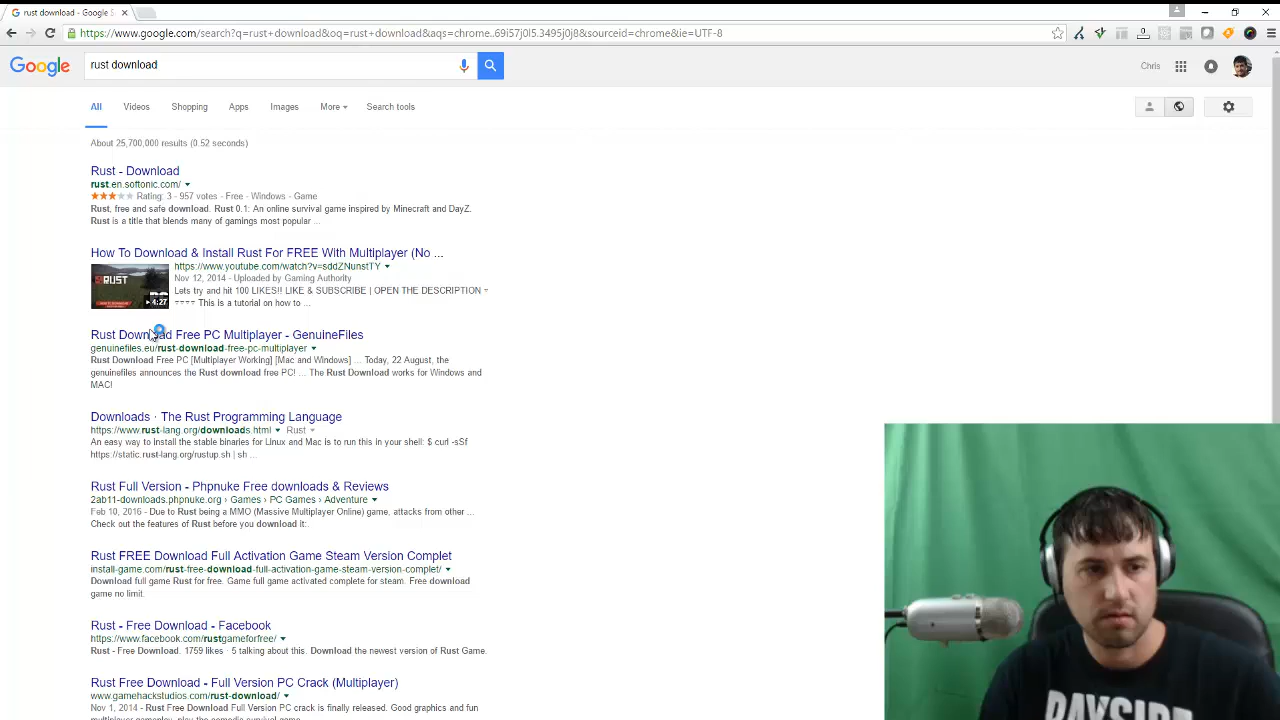 rust download - Google S
https://www.google.com/search?q=rust+download&oq=rust+download&aqs=chrome..69i57j0l5.3495j0j8&sourceid=chrome&ie=UTF-8
Google
rust download
Chris
All
Videos
Shopping
Apps
Images
More
Search tools
About 25,700,000 results (0.52 seconds)
Rust - Download
rust.en.softonic.com/
Rating: 3 - 957 votes - Free - Windows - Game
Rust, free and safe download. Rust 0.1: An online survival game inspired by Minecraft and DayZ.
Rust is a title that blends many of gamings most popular ...
How To Download & Install Rust For FREE With Multiplayer (No ...
https://www.youtube.com/watch?v=sddZNunstTY
RUST
4:27
Nov 12, 2014 - Uploaded by Gaming Authority
Lets try and hit 100 LIKES!! LIKE & SUBSCRIBE | OPEN THE DESCRIPTION =
==== This is a tutorial on how to ...
Rust Download Free PC Multiplayer - GenuineFiles
genuinefiles.eu/rust-download-free-pc-multiplayer
Rust Download Free PC [Multiplayer Working] [Mac and Windows] ... Today, 22 August, the
genuinefiles announces the Rust download free PC! ... The Rust Download works for Windows and
MAC!
Downloads · The Rust Programming Language
https://www.rust-lang.org/downloads.html Rust
An easy way to install the stable binaries for Linux and Mac is to run this in your shell: $ curl -sSf
https://static.rust-lang.org/rustup.sh | sh ...
Rust Full Version - Phpnuke Free downloads & Reviews
2ab11-downloads.phpnuke.org › Games › PC Games › Adventure
Feb 10, 2016 - Due to Rust being a MMO (Massive Multiplayer Online) game, attacks from other ...
Check out the features of Rust before you download it:.
Rust FREE Download Full Activation Game Steam Version Complet
install-game.com/rust-free-download-full-activation-game-steam-version-complet/
Download full game Rust for free. Game full game activated complete for steam. Free download
game no limit.
Rust - Free Download - Facebook
https://www.facebook.com/rustgameforfree/
Rust - Free Download. 1759 likes · 5 talking about this. Download the newest version of Rust Game.
Rust Free Download - Full Version PC Crack (Multiplayer)
www.gamehackstudios.com/rust-download/
Nov 1, 2014 - Rust Free Download Full Version PC crack is finally released. Good graphics and fun
BAYSIDE